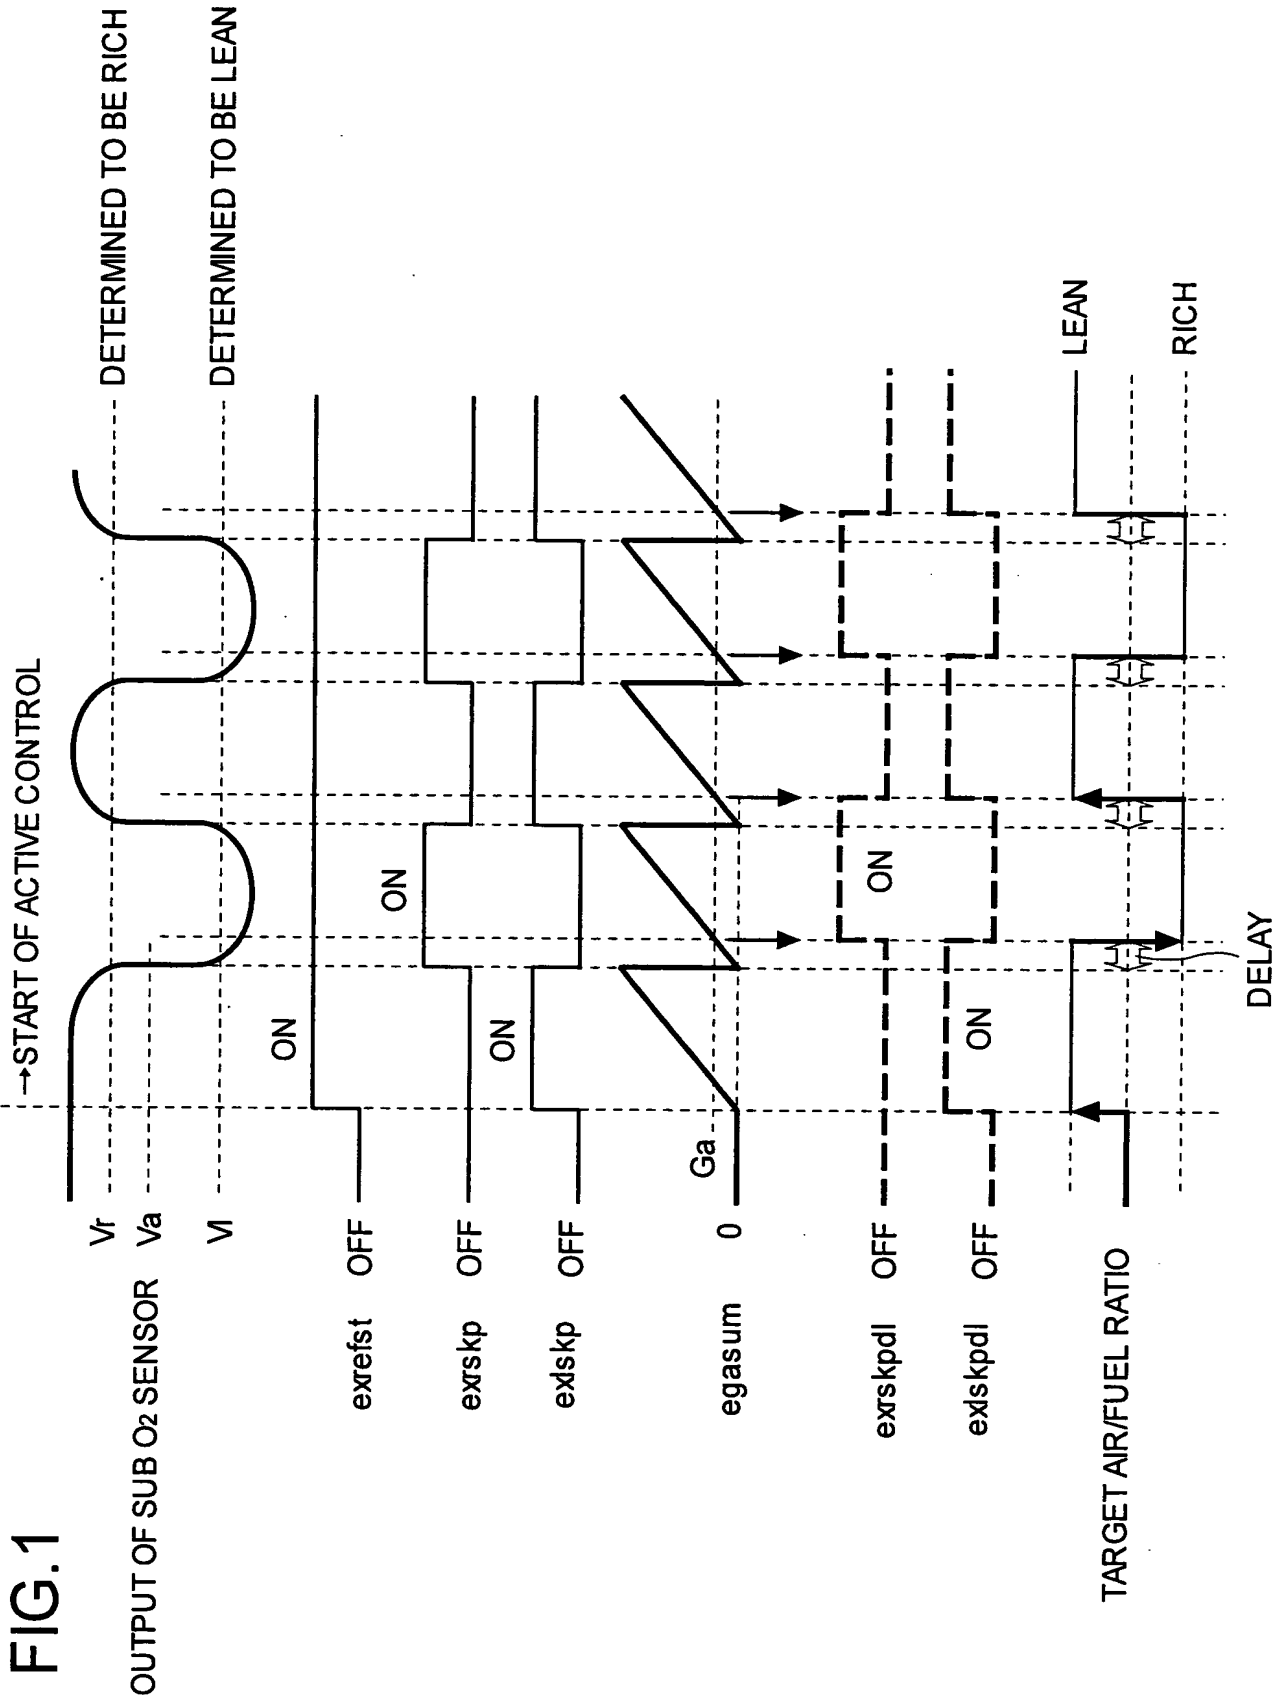 FIG.1
→START OF ACTIVE CONTROL
OUTPUT OF SUB O2 SENSOR
Vr
Va
Vl
DETERMINED TO BE RICH
DETERMINED TO BE LEAN
exrefst OFF
ON
exrskp OFF
ON
exlskp OFF
ON
egasum 0
Ga
exrskpdl OFF
ON
exlskpdl OFF
ON
TARGET AIR/FUEL RATIO
LEAN
RICH
DELAY